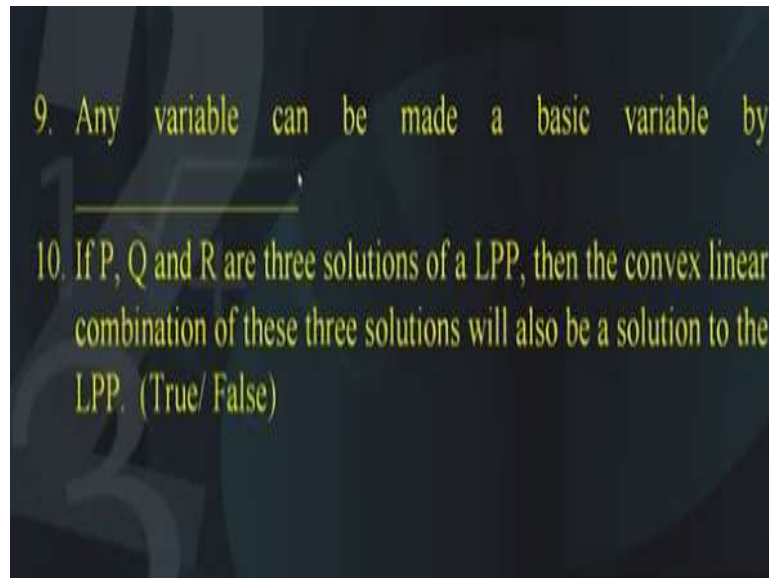 9. Any variable can be made a basic variable by
____________.
10. If P, Q and R are three solutions of a LPP, then the convex linear
combination of these three solutions will also be a solution to the
LPP. (True/ False)